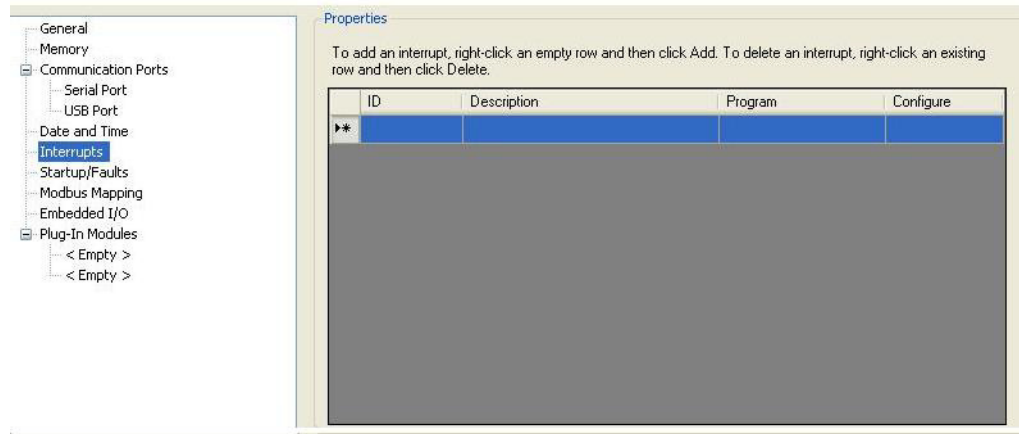 General
Memory
Communication Ports
Serial Port
USB Port
Date and Time
Interrupts
Startup/Faults
Modbus Mapping
Embedded I/O
Plug-In Modules
< Empty >
< Empty >
Properties
To add an interrupt, right-click an empty row and then click Add. To delete an interrupt, right-click an existing
row and then click Delete.
ID Description Program Configure